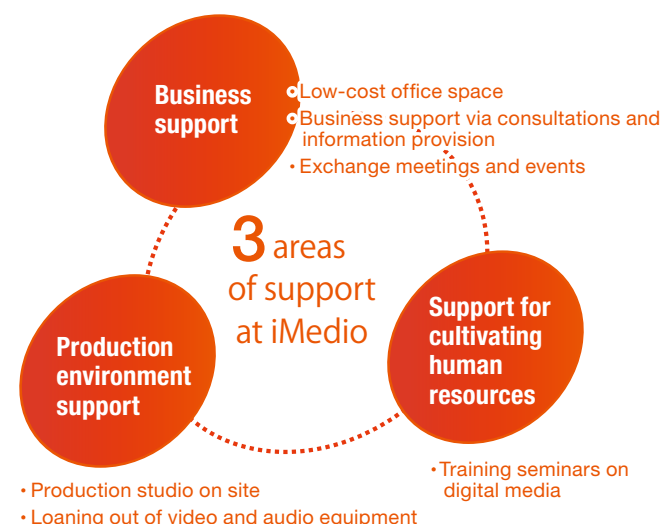 Business
support
Low-cost office space
Business support via consultations and
information provision
・Exchange meetings and events
3 areas
of support
at iMedio
Production
environment
support
・Production studio on site
・Loaning out of video and audio equipment
Support for
cultivating
human
resources
・Training seminars on
digital media